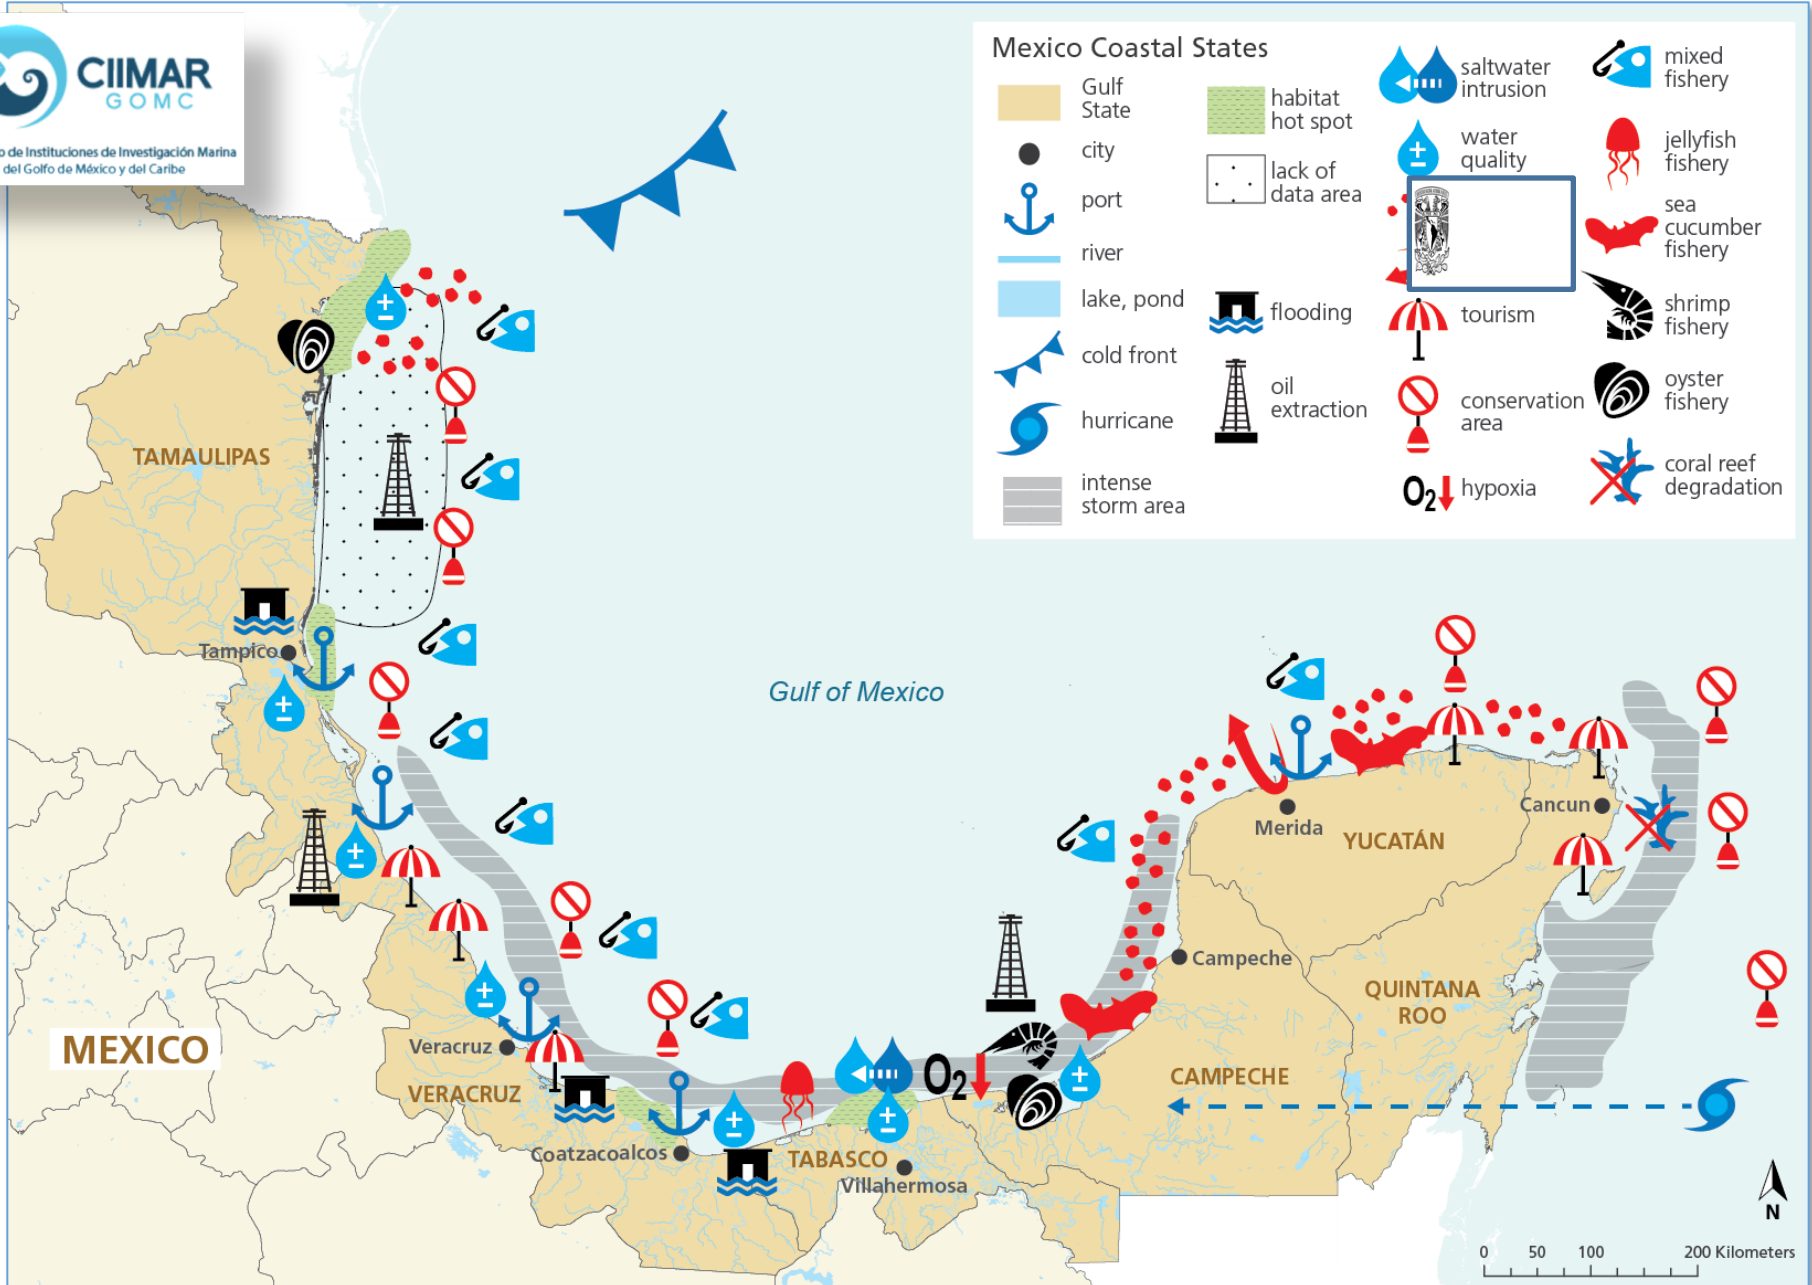 CIIMAR
GOMC
o de Instituciones de Investigación Marina
del Golfo de México y del Caribe
Mexico Coastal States
Gulf
State
city
port
river
lake, pond
cold front
hurricane
intense
storm area
habitat
hot spot
lack of
data area
flooding
oil
extraction
saltwater
intrusion
water
quality
tourism
conservation
area
O2 hypoxia
mixed
fishery
jellyfish
fishery
sea
cucumber
fishery
shrimp
fishery
oyster
fishery
coral reef
degradation
TAMAULIPAS
Tampico
Gulf of Mexico
Merida
YUCATÁN
Cancun
Campeche
QUINTANA
ROO
MEXICO
Veracruz
VERACRUZ
O2
CAMPECHE
Coatzacoalcos
TABASCO
Villahermosa
N
0 50 100 200 Kilometers